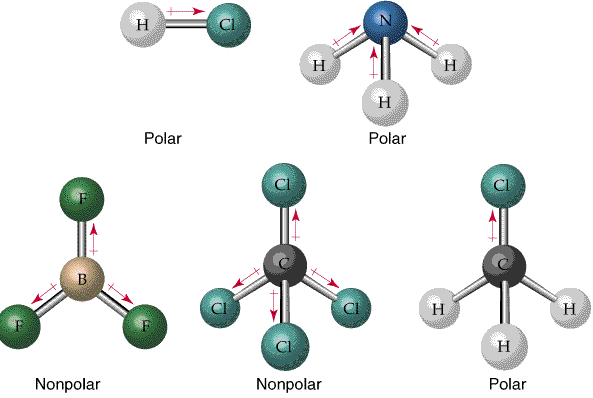 H Cl
N
H H
H
Polar Polar
F
B
F F
Cl
C
Cl Cl
Cl
Cl
C
H H
H
Nonpolar Nonpolar Polar